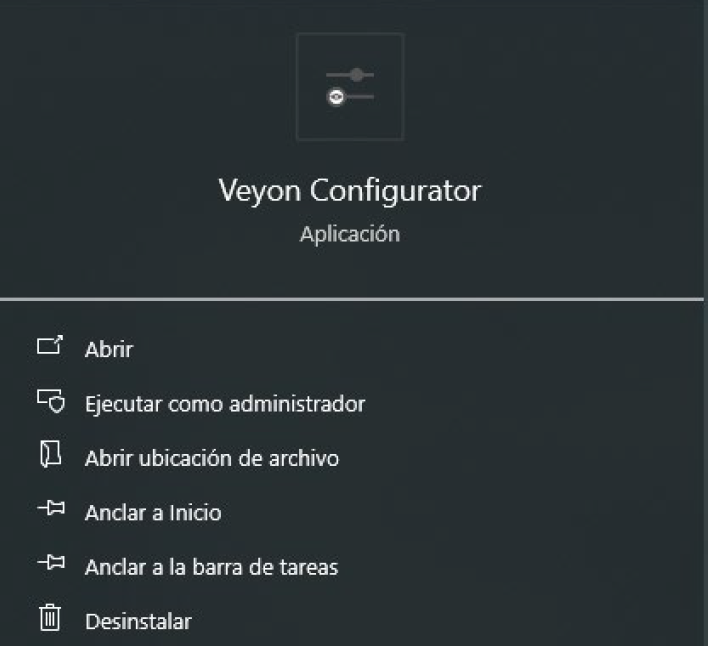 Veyon Configurator
Aplicación
Abrir
Ejecutar como administrador
Abrir ubicación de archivo
Anclar a Inicio
Anclar a la barra de tareas
Desinstalar